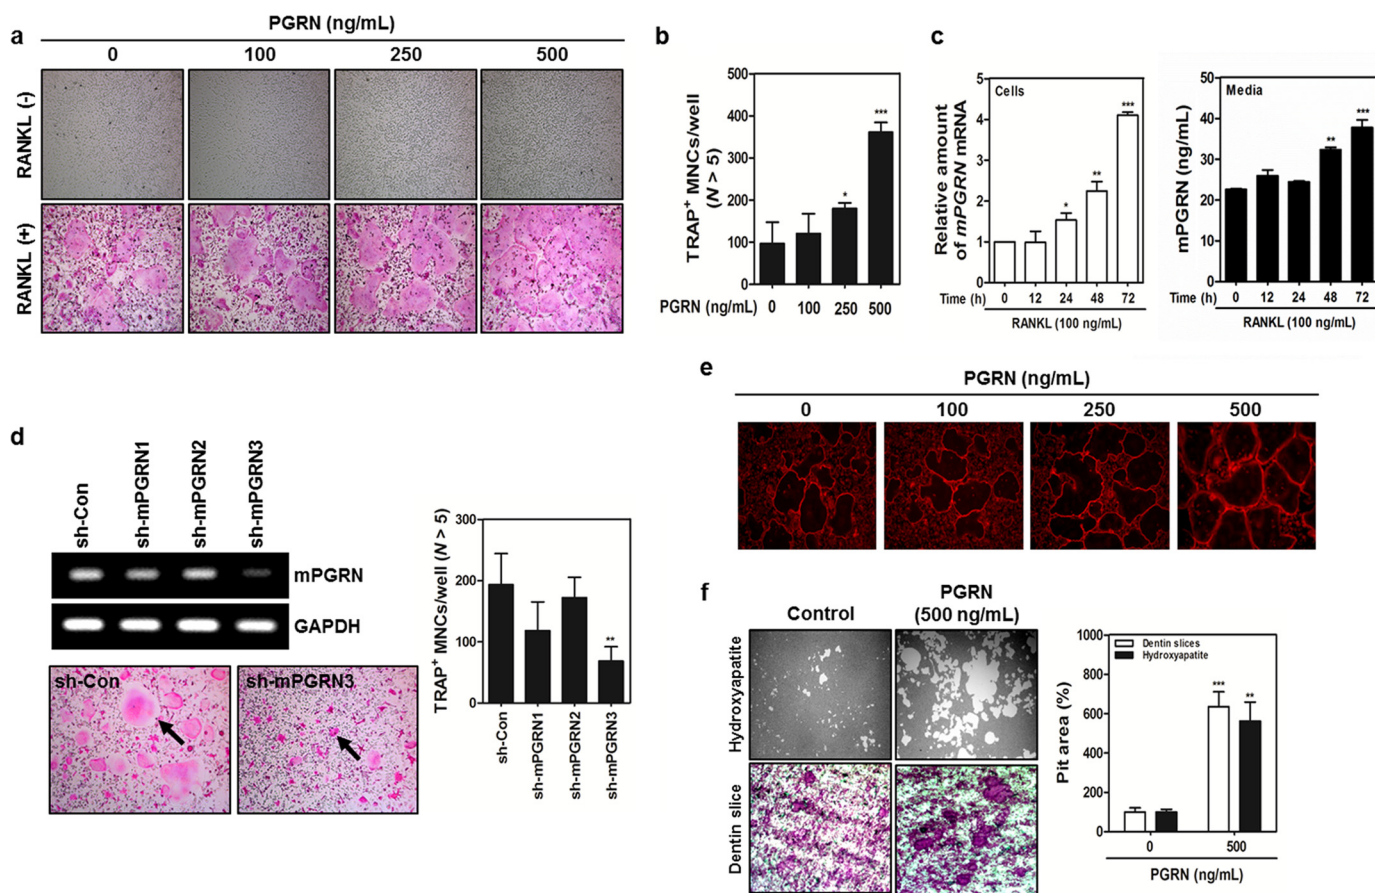 a
PGRN (ng/mL)
0 100 250 500
RANKL (-)
RANKL (+)
b
TRAP+ MNCs/well
(N > 5)
500
400
300
200
100
0
*
***
PGRN (ng/mL) 0 100 250 500
c
Relative amount
of mPGRN mRNA
Cells
5
4
3
2
1
0
*
**
***
Time (h) 0 12 24 48 72
RANKL (100 ng/mL)
mPGRN (ng/mL)
Media
50
40
30
20
10
0
**
***
Time (h) 0 12 24 48 72
RANKL (100 ng/mL)
d
sh-Con
sh-mPGRN1
sh-mPGRN2
sh-mPGRN3
mPGRN
GAPDH
sh-Con
sh-mPGRN3
TRAP+ MNCs/well (N > 5)
300
200
100
0
**
sh-Con
sh-mPGRN1
sh-mPGRN2
sh-mPGRN3
e
PGRN (ng/mL)
0 100 250 500
f
Control
PGRN
(500 ng/mL)
Hydroxyapatite
Dentin slice
Pit area (%)
1000
800
600
400
200
0
Dentin slices
Hydroxyapatite
***
**
0 500
PGRN (ng/mL)